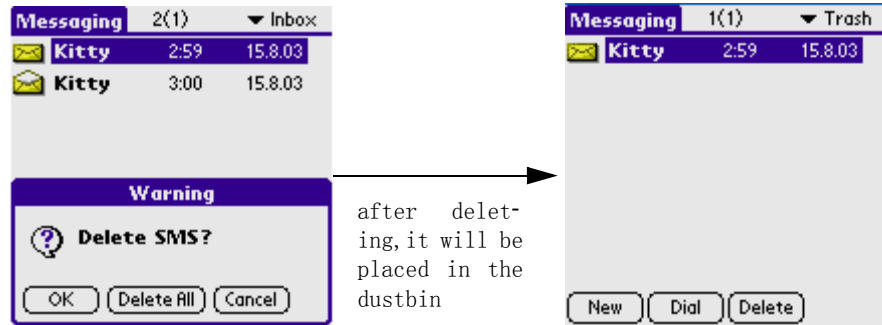 Messaging 2(1) Inbox
Kitty 2:59 15.8.03
Kitty 3:00 15.8.03
Warning
Delete SMS?
OK Delete All Cancel
after delet-
ing,it will be
placed in the
dustbin
Messaging 1(1) Trash
Kitty 2:59 15.8.03
New Dial Delete